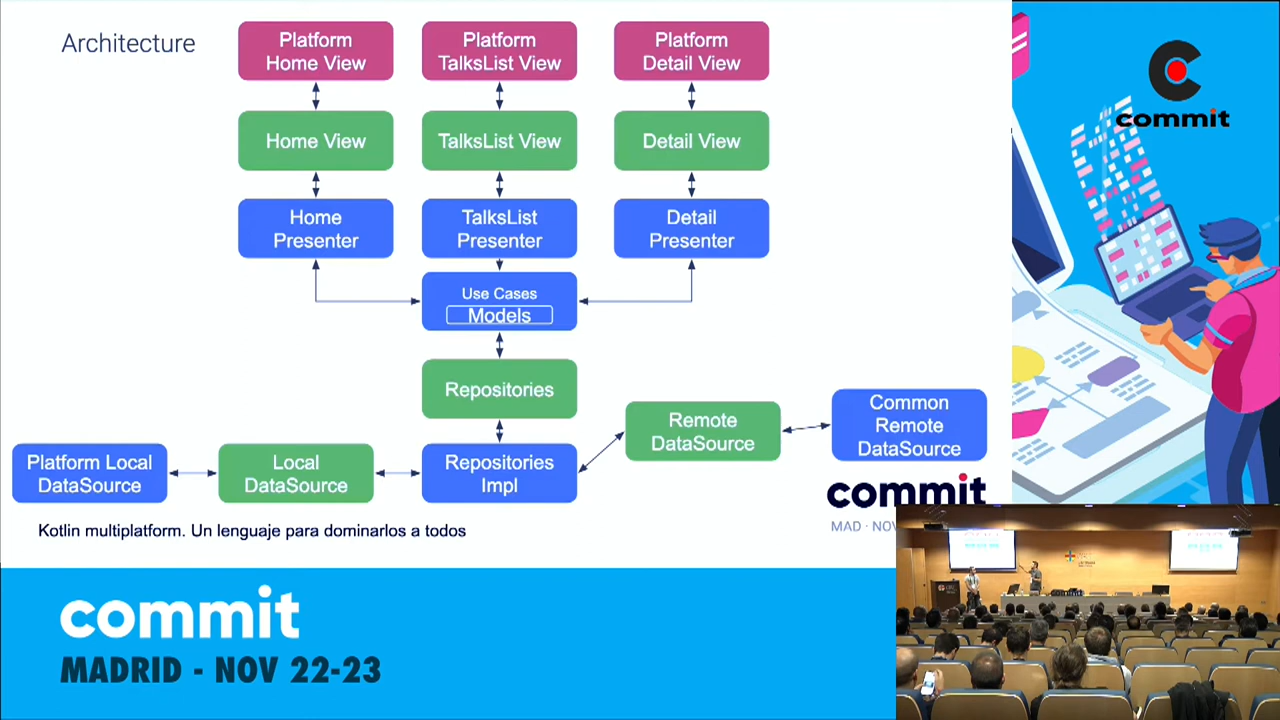 Architecture
Platform
Home View
Platform
TalksList View
Platform
Detail View
Home View
TalksList View
Detail View
Home
Presenter
TalksList
Presenter
Detail
Presenter
Use Cases
Models
Repositories
Remote
DataSource
Common
Remote
DataSource
Platform Local
DataSource
Local
DataSource
Repositories
Impl
commit
MAD · NOV
Kotlin multiplatform. Un lenguaje para dominarlos a todos
commit
commit
MADRID - NOV 22-23